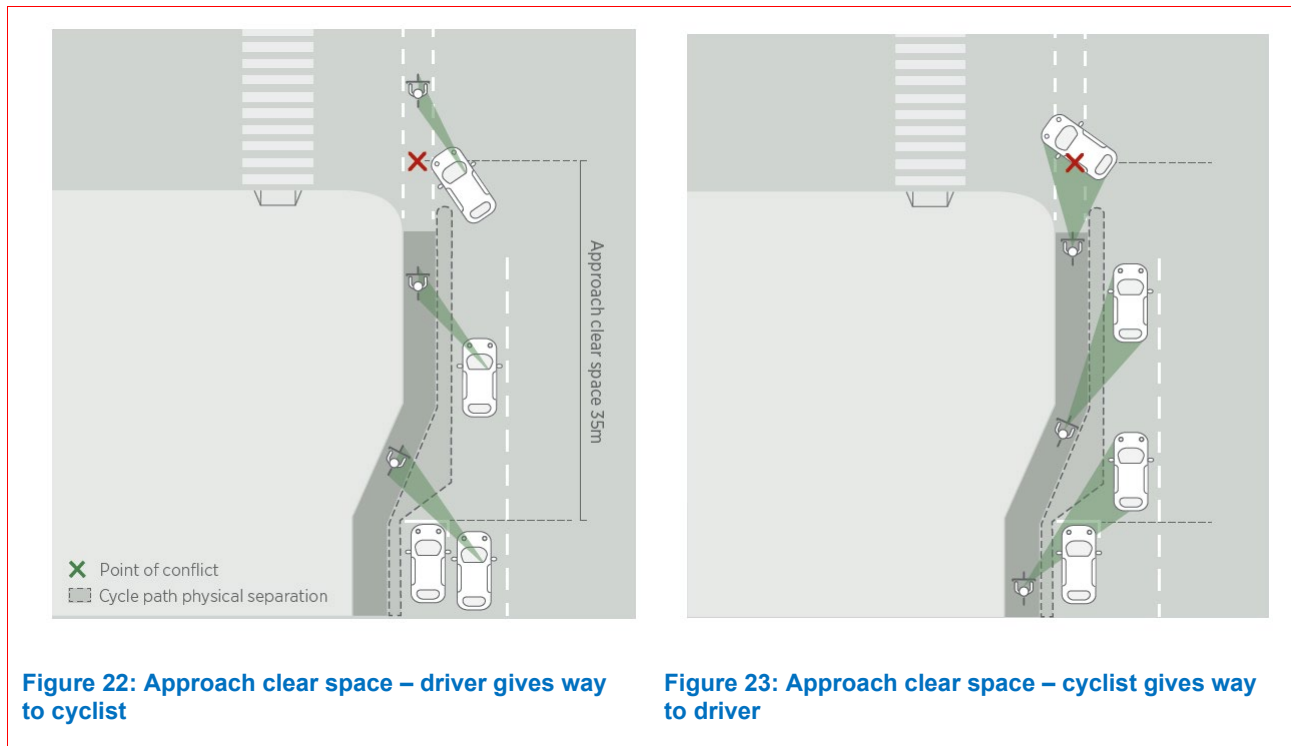 Approach clear space 35m
Point of conflict
Cycle path physical separation
Figure 22: Approach clear space – driver gives way
to cyclist
Figure 23: Approach clear space – cyclist gives way
to driver